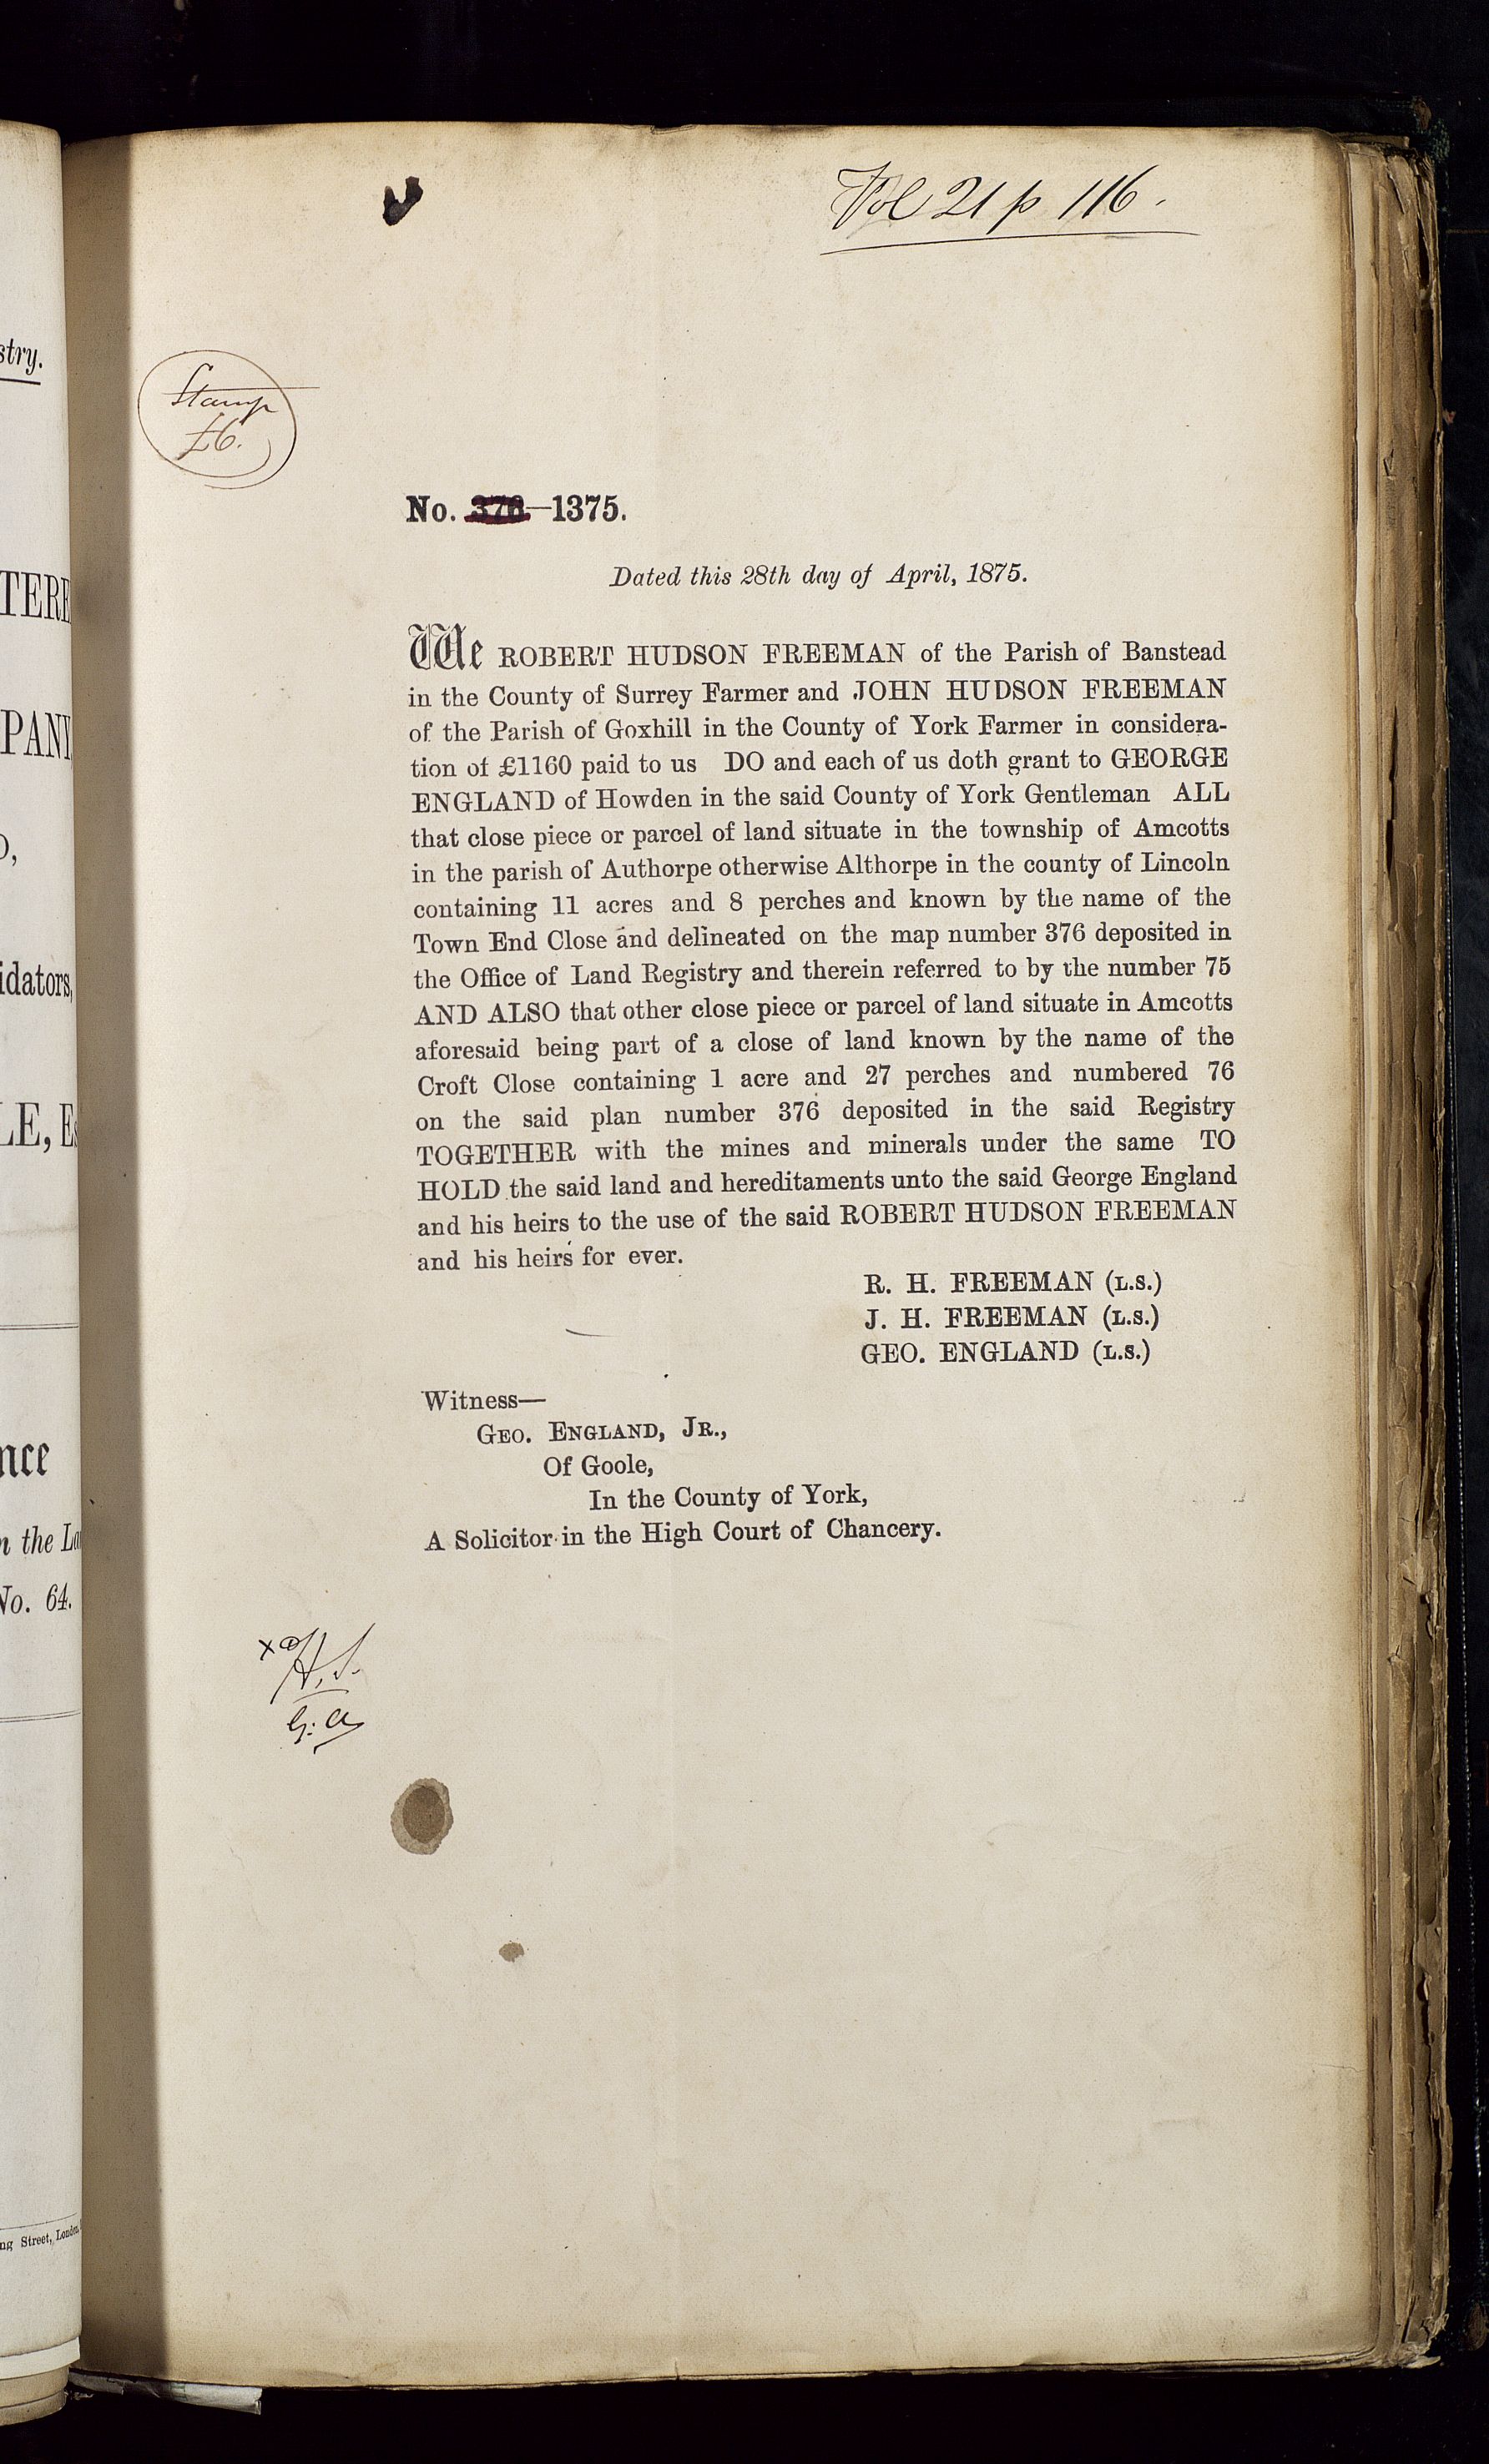 stry.
TERE
PANY
O,
idators,
LE, Es
nce
n the La
No. 64.
ng Street, London
Vol 21 p 116.
Stamp
£6.
No. 376—1375.
Dated this 28th day of April, 1875.
We ROBERT HUDSON FREEMAN of the Parish of Banstead
in the County of Surrey Farmer and JOHN HUDSON FREEMAN
of the Parish of Goxhill in the County of York Farmer in considera-
tion of £1160 paid to us DO and each of us doth grant to GEORGE
ENGLAND of Howden in the said County of York Gentleman ALL
that close piece or parcel of land situate in the township of Amcotts
in the parish of Authorpe otherwise Althorpe in the county of Lincoln
containing 11 acres and 8 perches and known by the name of the
Town End Close and delineated on the map number 376 deposited in
the Office of Land Registry and therein referred to by the number 75
AND ALSO that other close piece or parcel of land situate in Amcotts
aforesaid being part of a close of land known by the name of the
Croft Close containing 1 acre and 27 perches and numbered 76
on the said plan number 376 deposited in the said Registry
TOGETHER with the mines and minerals under the same TO
HOLD the said land and hereditaments unto the said George England
and his heirs to the use of the said ROBERT HUDSON FREEMAN
and his heirs for ever.
R. H. FREEMAN (L.S.)
J. H. FREEMAN (L.S.)
GEO. ENGLAND (L.S.)
Witness—
GEO. ENGLAND, JR.,
Of Goole,
In the County of York,
A Solicitor in the High Court of Chancery.
G. A